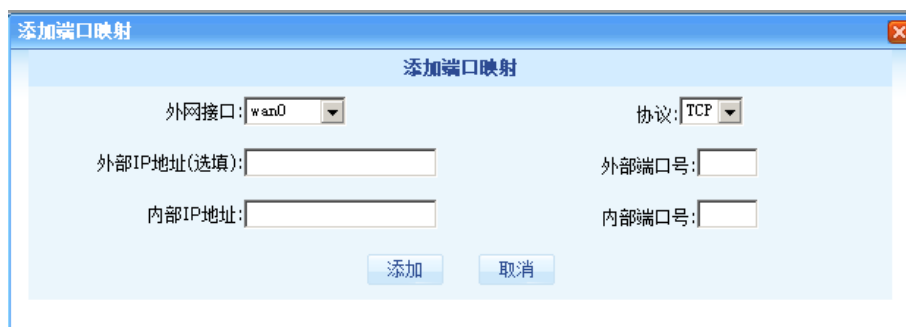 添加端口映射
添加端口映射
外网接口: wan0 协议: TCP
外部IP地址(选填): 外部端口号:
内部IP地址: 内部端口号:
添加 取消